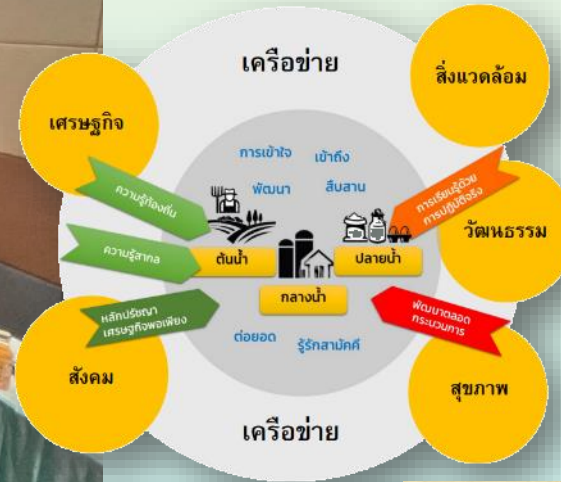 เครือข่าย
สิ่งแวดล้อม
เศรษฐกิจ
การเข้าใจ
เข้าถึง
พัฒนา
สืบสาน
ความรู้ท้องถิ่น
การเรียนรู้ด้วย
การปฏิบัติจริง
วัฒนธรรม
ความรู้สากล
ต้นน้ำ
ปลายน้ำ
กลางน้ำ
หลักปรัชญา
เศรษฐกิจพอเพียง
พัฒนาตลอด
กระบวนการ
ต่อยอด
รู้รักสามัคคี
สังคม
สุขภาพ
เครือข่าย